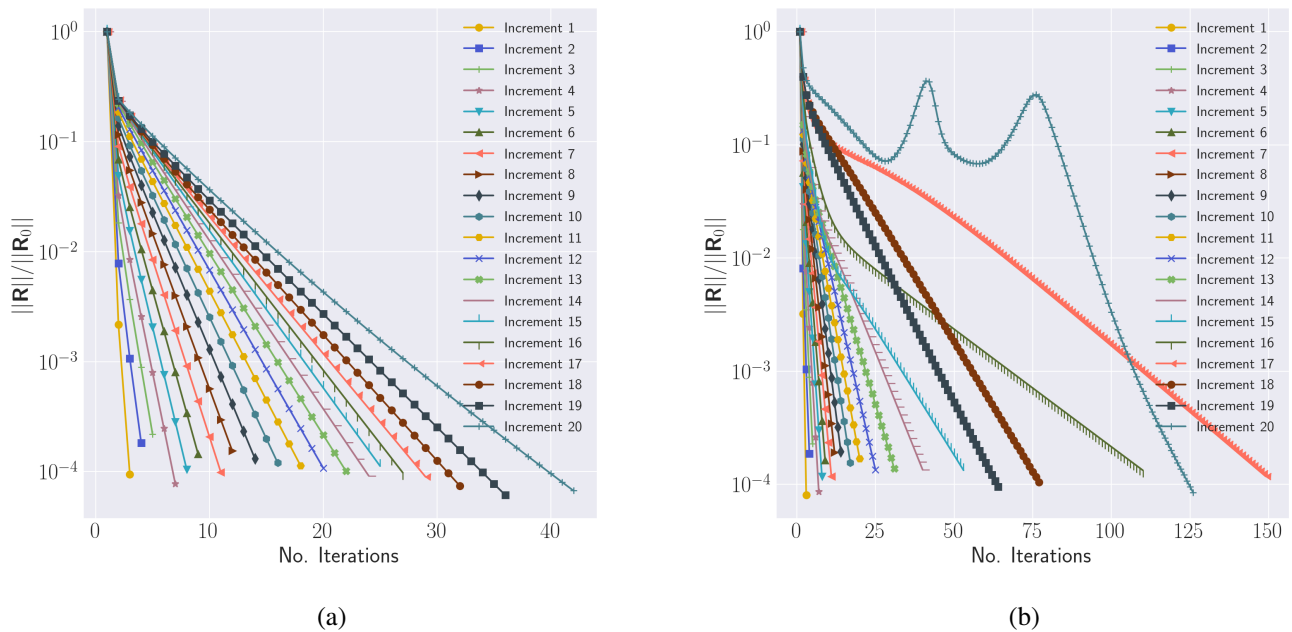 10⁰
10⁻¹
10⁻²
10⁻³
10⁻⁴
||R||/||R₀||
0
10
20
30
40
No. Iterations
Increment 1
Increment 2
Increment 3
Increment 4
Increment 5
Increment 6
Increment 7
Increment 8
Increment 9
Increment 10
Increment 11
Increment 12
Increment 13
Increment 14
Increment 15
Increment 16
Increment 17
Increment 18
Increment 19
Increment 20
(a)
10⁰
10⁻¹
10⁻²
10⁻³
10⁻⁴
||R||/||R₀||
0
25
50
75
100
125
150
No. Iterations
Increment 1
Increment 2
Increment 3
Increment 4
Increment 5
Increment 6
Increment 7
Increment 8
Increment 9
Increment 10
Increment 11
Increment 12
Increment 13
Increment 14
Increment 15
Increment 16
Increment 17
Increment 18
Increment 19
Increment 20
(b)